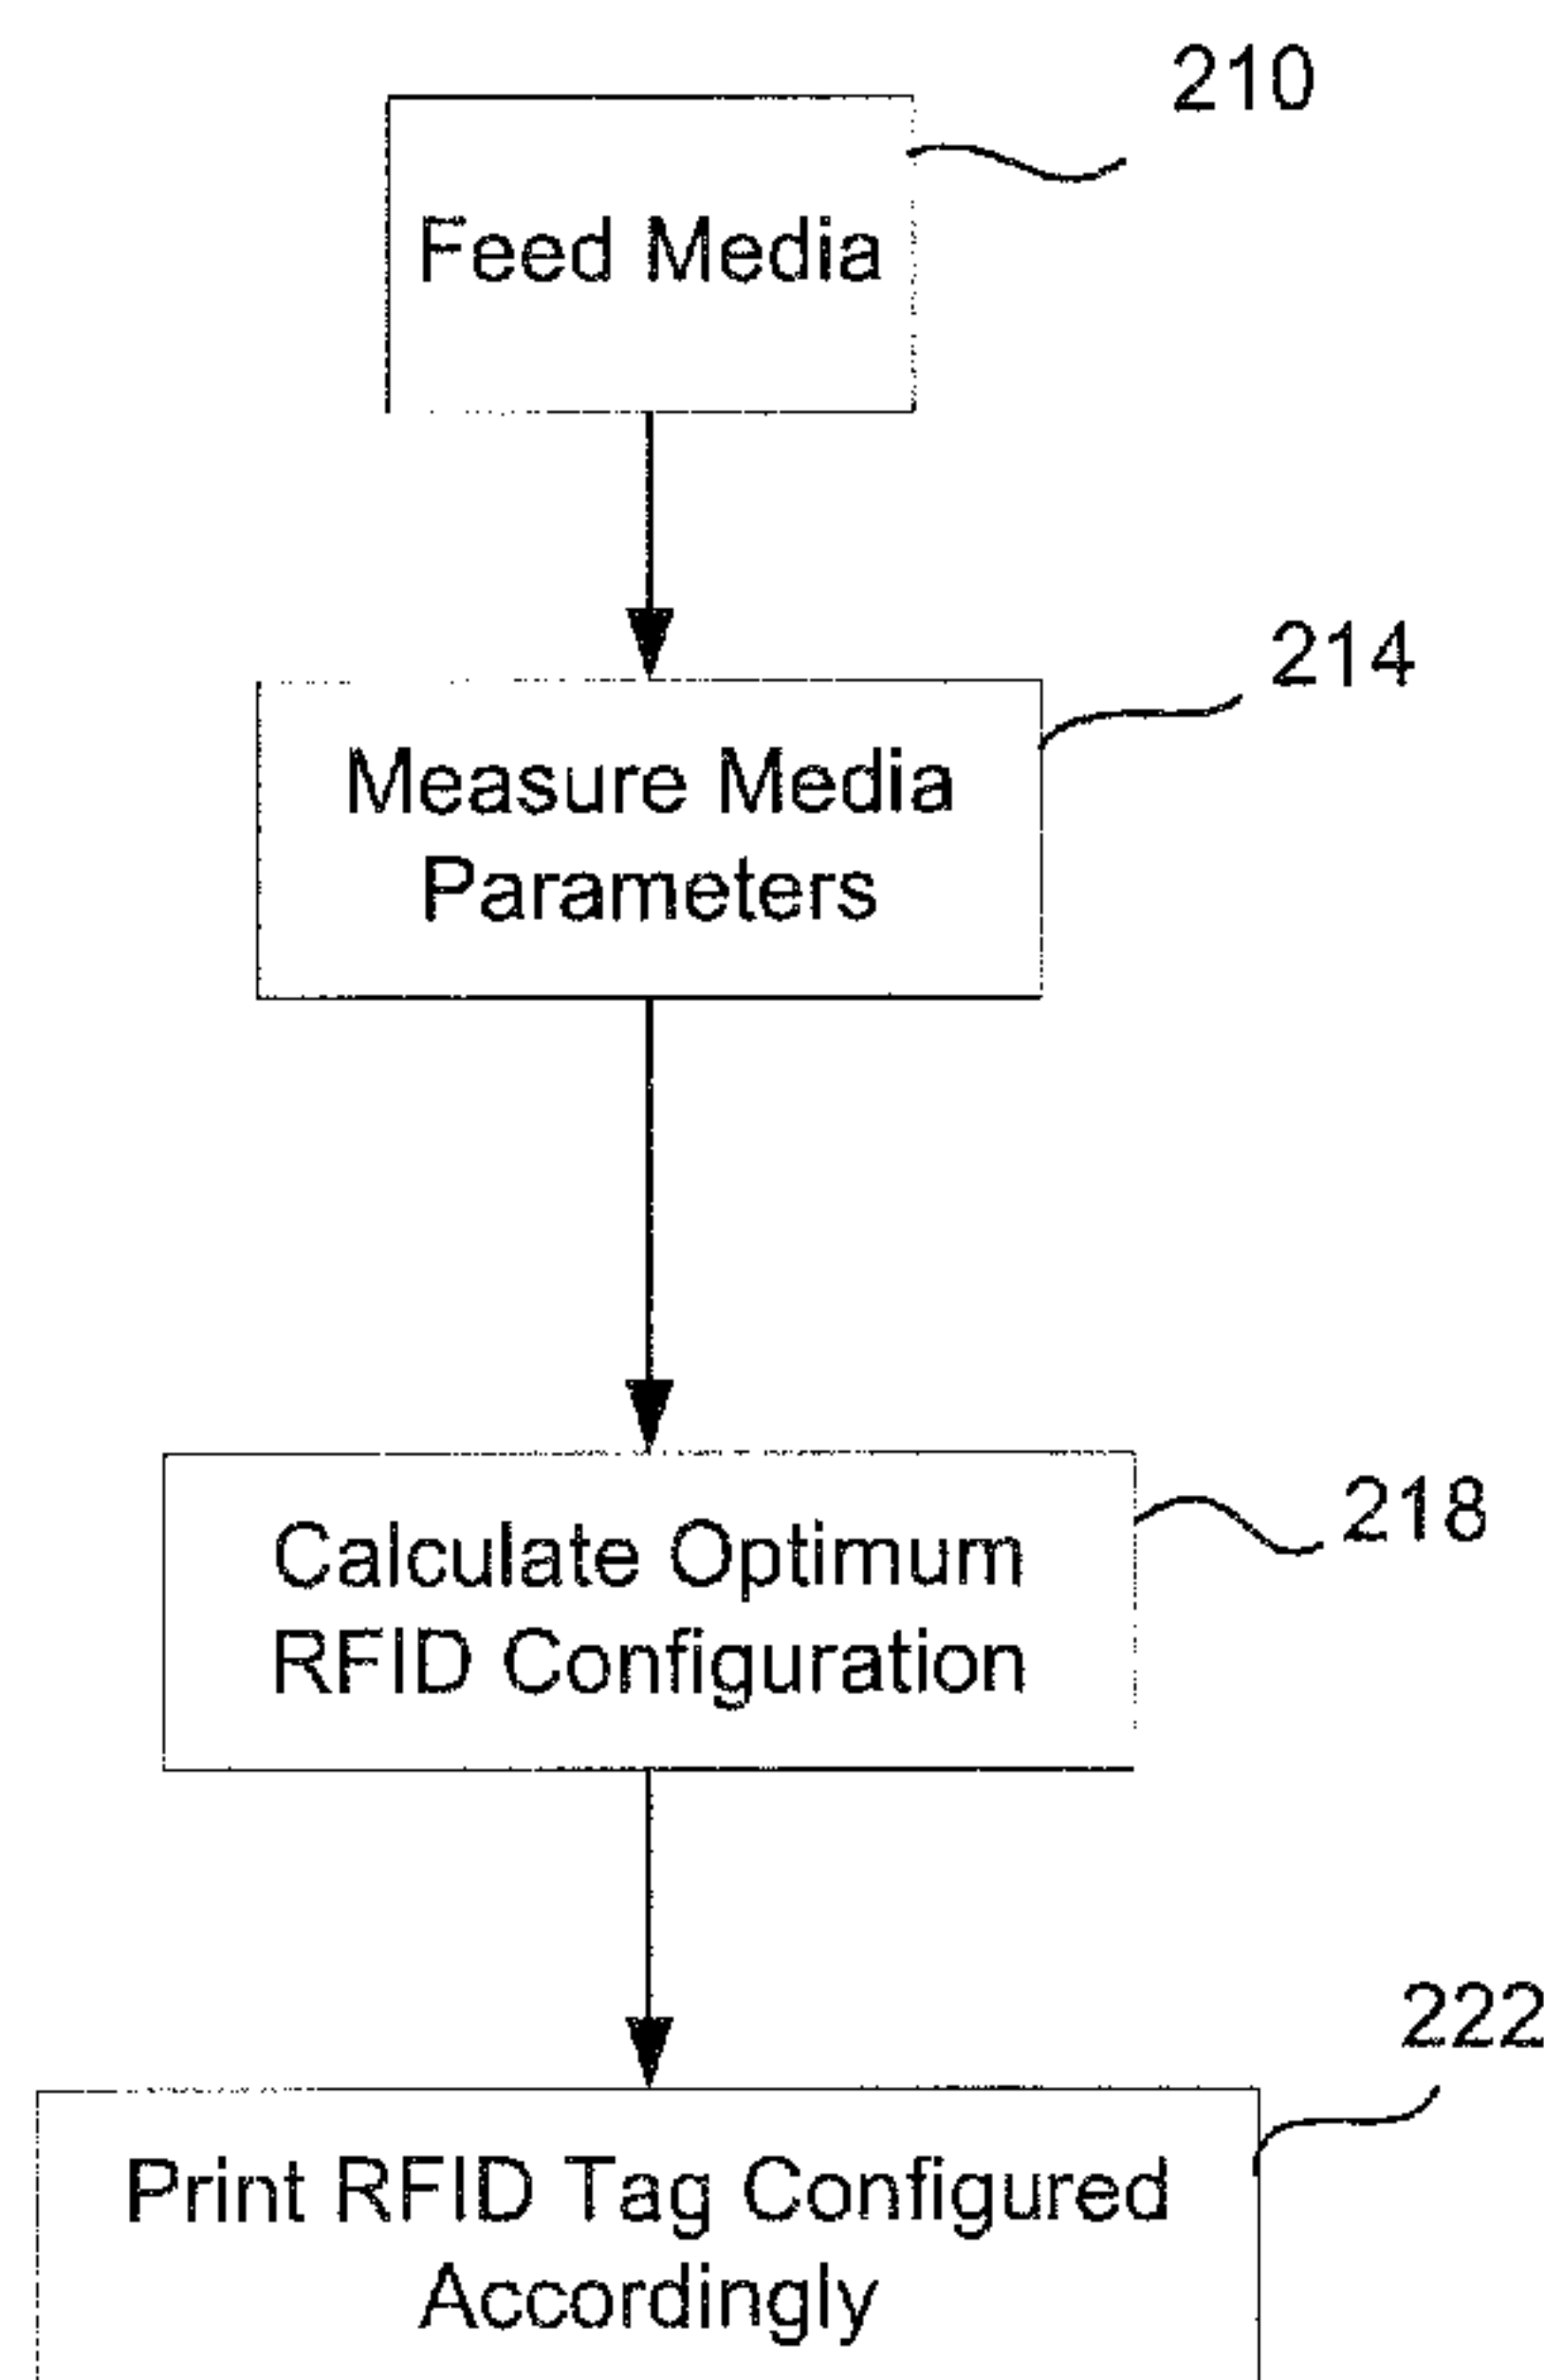 210
Feed Media
214
Measure Media
Parameters
218
Calculate Optimum
RFID Configuration
222
Print RFID Tag Configured
Accordingly